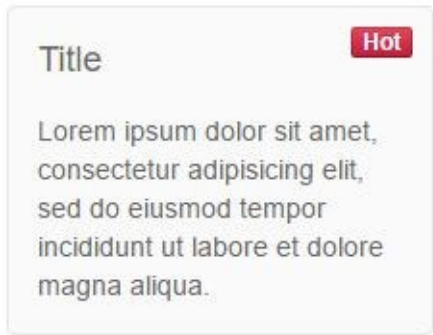 Hot
Title
Lorem ipsum dolor sit amet,
consectetur adipisicing elit,
sed do eiusmod tempor
incididunt ut labore et dolore
magna aliqua.